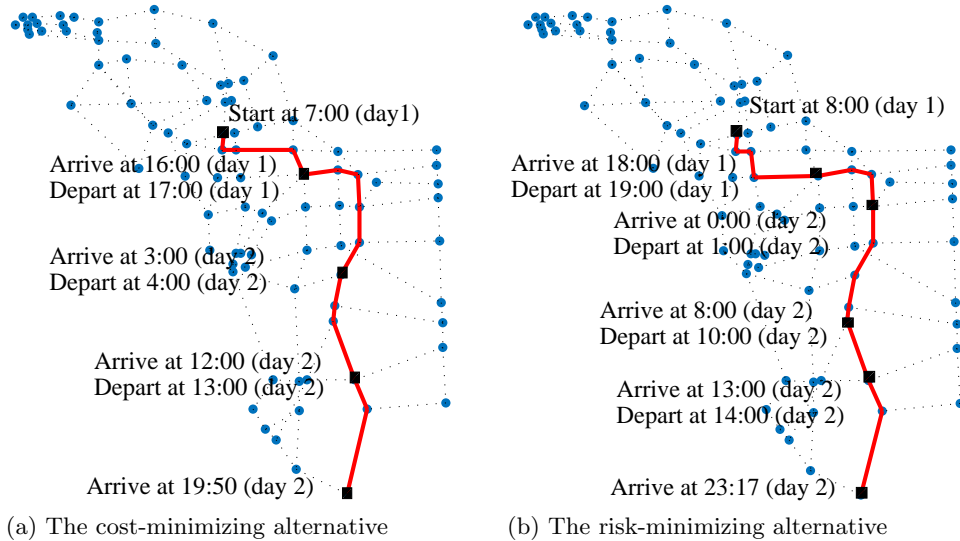 Start at 7:00 (day1)
Arrive at 16:00 (day 1)
Depart at 17:00 (day 1)
Arrive at 3:00 (day 2)
Depart at 4:00 (day 2)
Arrive at 12:00 (day 2)
Depart at 13:00 (day 2)
Arrive at 19:50 (day 2)
(a) The cost-minimizing alternative
Start at 8:00 (day 1)
Arrive at 18:00 (day 1)
Depart at 19:00 (day 1)
Arrive at 0:00 (day 2)
Depart at 1:00 (day 2)
Arrive at 8:00 (day 2)
Depart at 10:00 (day 2)
Arrive at 13:00 (day 2)
Depart at 14:00 (day 2)
Arrive at 23:17 (day 2)
(b) The risk-minimizing alternative